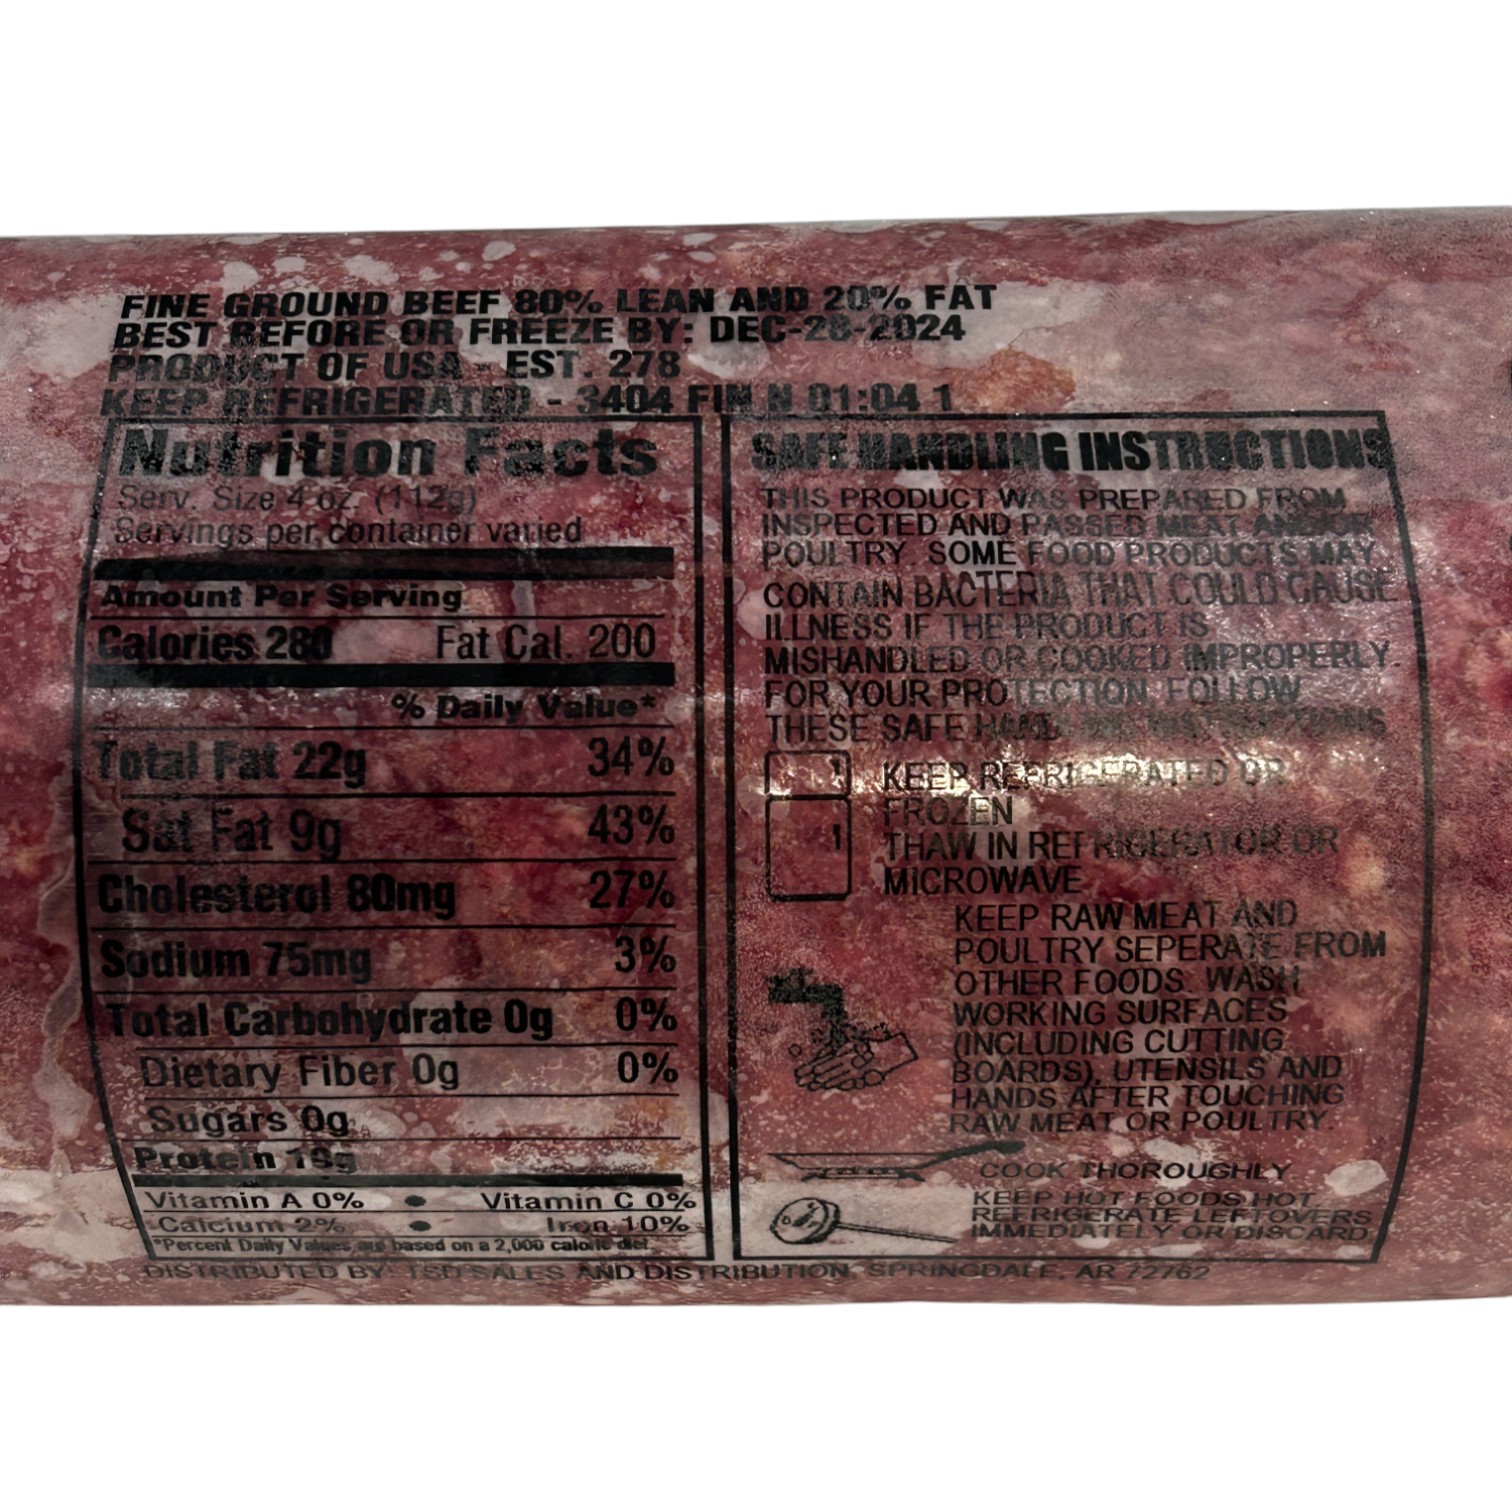 FINE GROUND BEEF 80% LEAN AND 20% FAT
BEST BEFORE OR FREEZE BY: DEC-28-2024
PRODUCT OF USA - EST. 278
KEEP REFRIGERATED - 3404 FIN N 01:04 1
Nutrition Facts
Serv. Size 4 oz. (112g)
Servings per container varied
Amount Per Serving
Calories 280 Fat Cal. 200
% Daily Value*
Total Fat 22g 34%
Sat Fat 9g 43%
Cholesterol 80mg 27%
Sodium 75mg 3%
Total Carbohydrate 0g 0%
Dietary Fiber 0g 0%
Sugars 0g
Protein 19g
Vitamin A 0% • Vitamin C 0%
Calcium 2% • Iron 10%
*Percent Daily Values are based on a 2,000 calorie diet.
SAFE HANDLING INSTRUCTIONS
THIS PRODUCT WAS PREPARED FROM
INSPECTED AND PASSED MEAT AND/OR
POULTRY. SOME FOOD PRODUCTS MAY
CONTAIN BACTERIA THAT COULD CAUSE
ILLNESS IF THE PRODUCT IS
MISHANDLED OR COOKED IMPROPERLY.
FOR YOUR PROTECTION, FOLLOW
THESE SAFE HANDLING INSTRUCTIONS
KEEP REFRIGERATED OR
FROZEN
THAW IN REFRIGERATOR OR
MICROWAVE
KEEP RAW MEAT AND
POULTRY SEPERATE FROM
OTHER FOODS. WASH
WORKING SURFACES
(INCLUDING CUTTING
BOARDS), UTENSILS AND
HANDS AFTER TOUCHING
RAW MEAT OR POULTRY.
COOK THOROUGHLY
KEEP HOT FOODS HOT.
REFRIGERATE LEFTOVERS
IMMEDIATELY OR DISCARD.
DISTRIBUTED BY TSD SALES AND DISTRIBUTION, SPRINGDALE, AR 72762